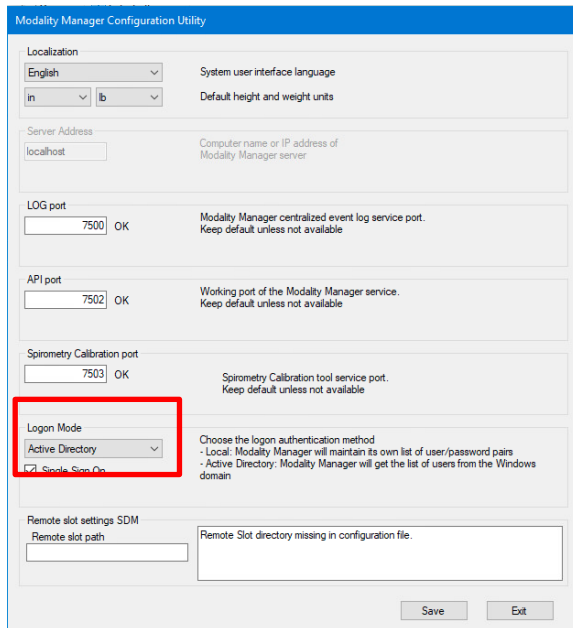 Modality Manager Configuration Utility
Localization
English System user interface language
in lb Default height and weight units
Server Address
localhost
Computer name or IP address of
Modality Manager server
LOG port
7500 OK
Modality Manager centralized event log service port.
Keep default unless not available
API port
7502 OK
Working port of the Modality Manager service.
Keep default unless not available
Spirometry Calibration port
7503 OK
Spirometry Calibration tool service port.
Keep default unless not available
Logon Mode
Active Directory
Single Sign On
Choose the logon authentication method
- Local: Modality Manager will maintain its own list of user/password pairs
- Active Directory: Modality Manager will get the list of users from the Windows
domain
Remote slot settings SDM
Remote slot path
Remote Slot directory missing in configuration file.
Save Exit